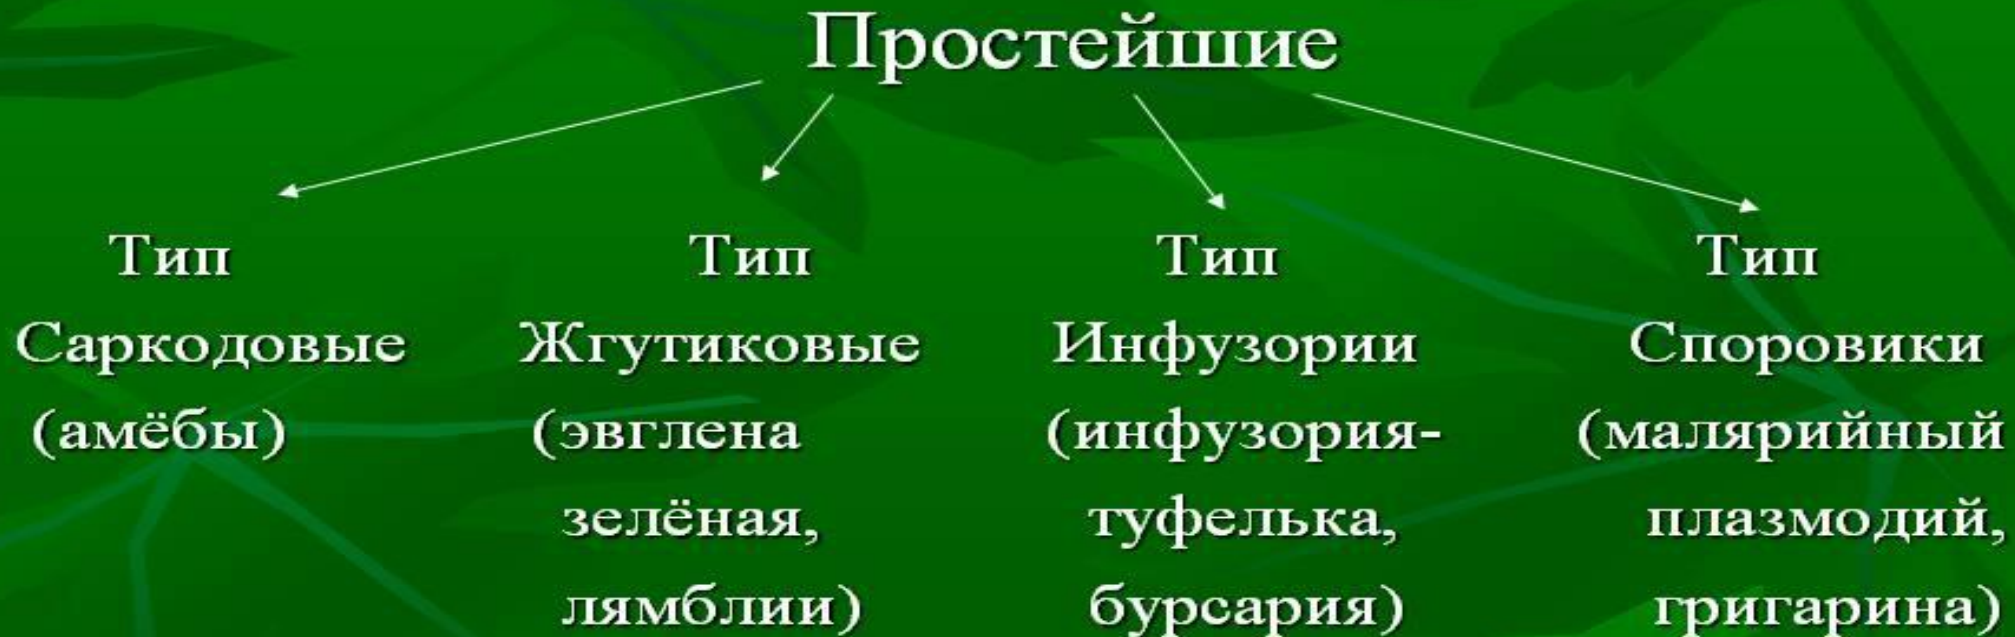 Простейшие
Тип
Саркодовые
(амёбы)
Тип
Жгутиковые
(эвглена
зелёная,
лямблии)
Тип
Инфузории
(инфузория-
туфелька,
бурсария)
Тип
Споровики
(малярийный
плазмодий,
григарина)